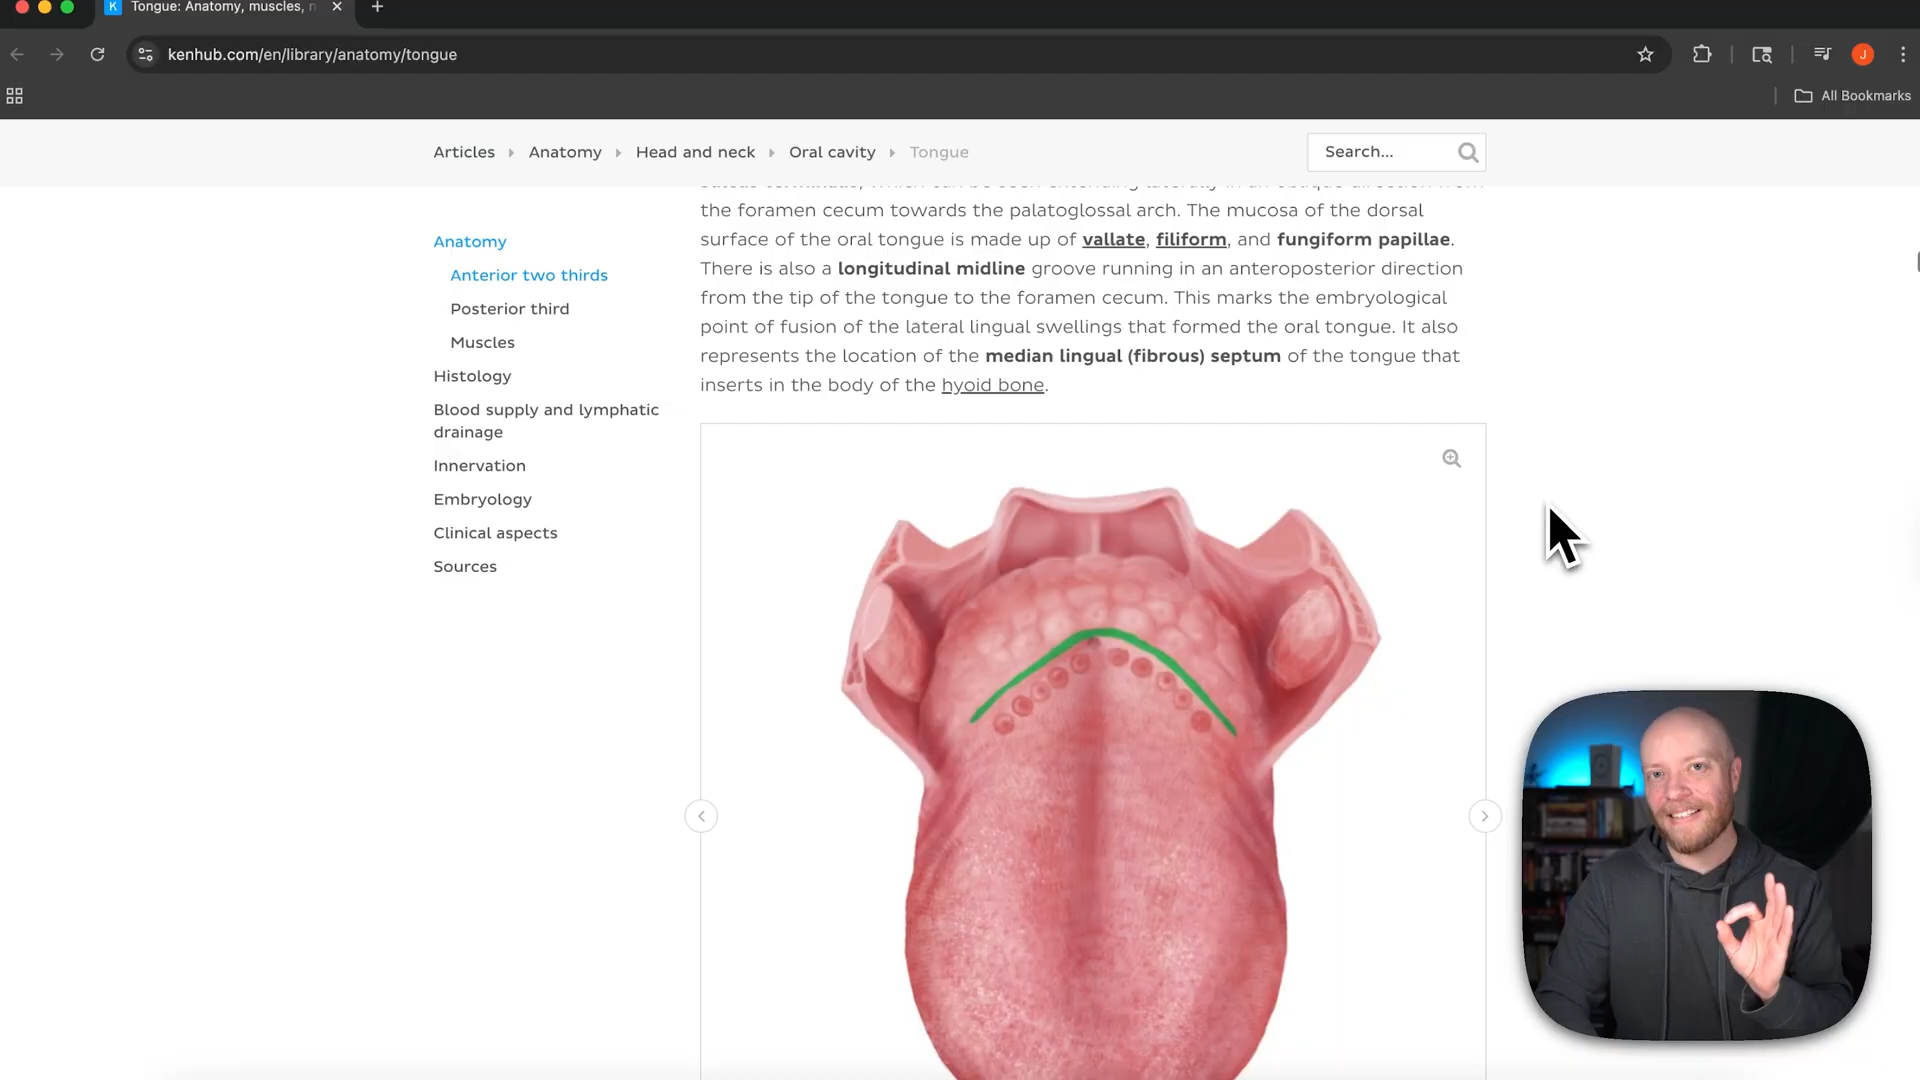 Tongue: Anatomy, muscles,
kenhub.com/en/library/anatomy/tongue
J
All Bookmarks
Articles Anatomy Head and neck Oral cavity Tongue
Search...
Anatomy
Anterior two thirds
Posterior third
Muscles
Histology
Blood supply and lymphatic
drainage
Innervation
Embryology
Clinical aspects
Sources
the foramen cecum towards the palatoglossal arch. The mucosa of the dorsal
surface of the oral tongue is made up of vallate, filiform, and fungiform papillae.
There is also a longitudinal midline groove running in an anteroposterior direction
from the tip of the tongue to the foramen cecum. This marks the embryological
point of fusion of the lateral lingual swellings that formed the oral tongue. It also
represents the location of the median lingual (fibrous) septum of the tongue that
inserts in the body of the hyoid bone.